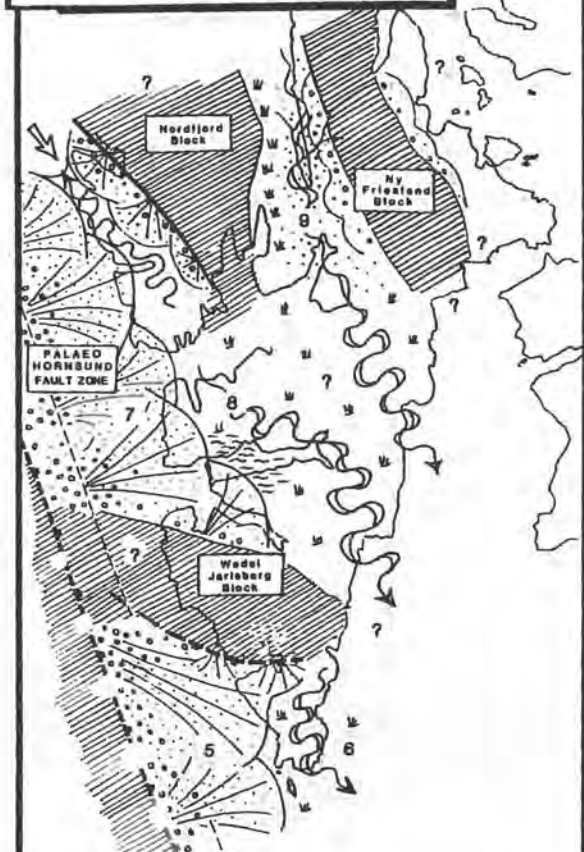 ?
?
Nordfjord
Block
Ny
Friesland
Block
9
?
?
PALAEO
HORNSUND
FAULT ZONE
?
7
8
?
Wedel
Jarlsberg
Block
?
5
6